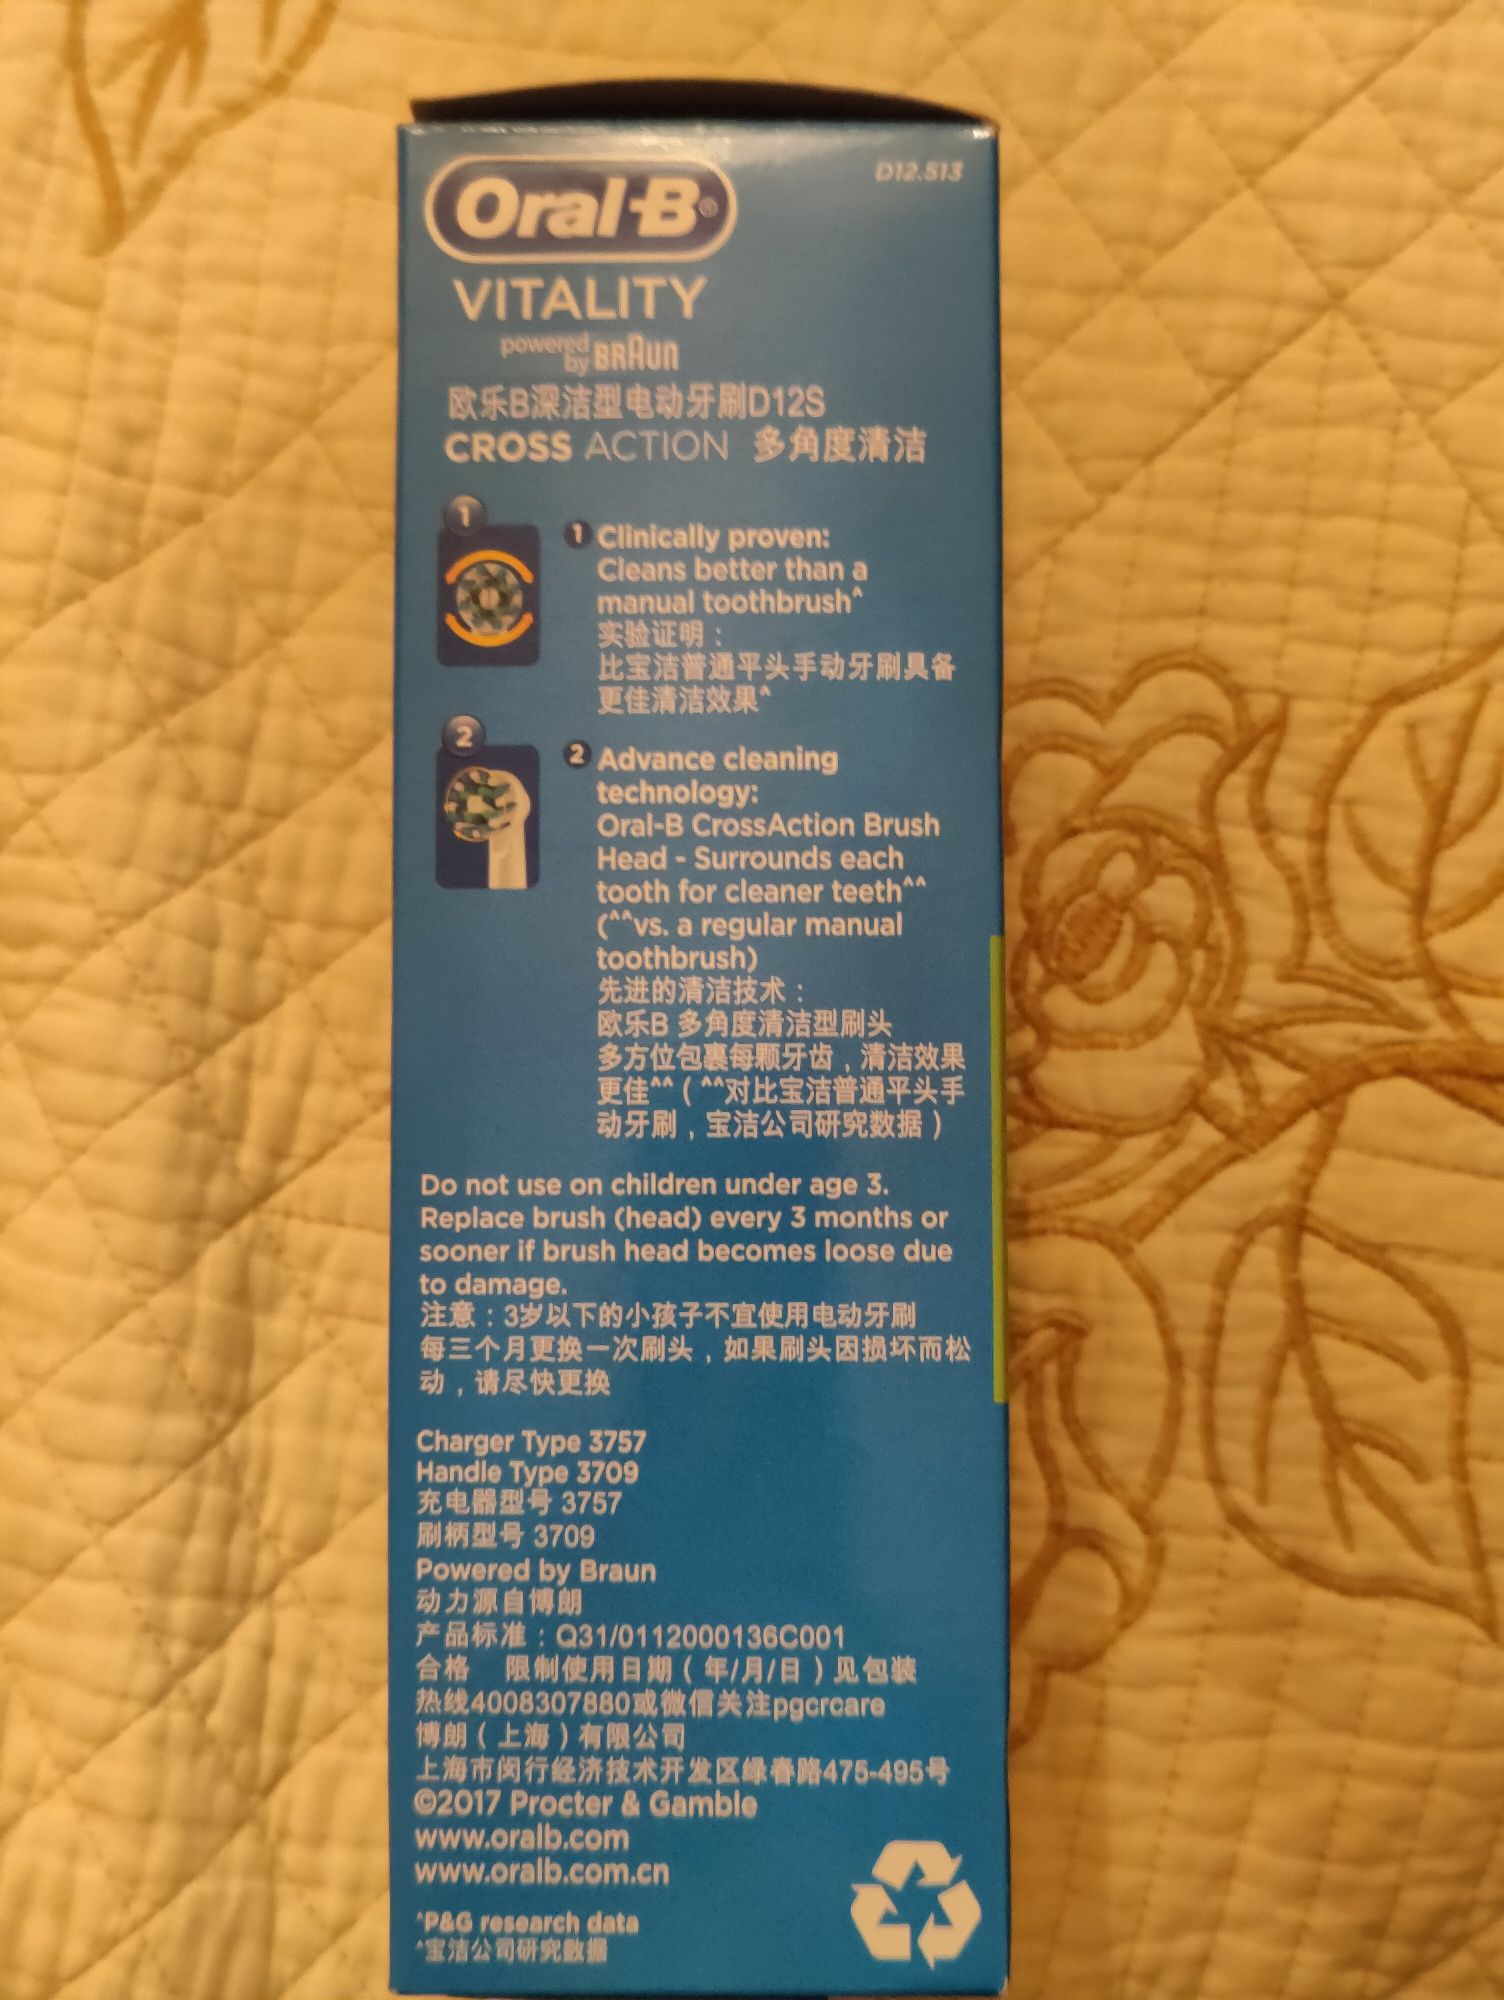 Oral-B®
D12.513
VITALITY
powered by BRAUN
欧乐B深洁型电动牙刷D12S
CROSS ACTION 多角度清洁
1
1 Clinically proven:
Cleans better than a
manual toothbrush^
实验证明：
比宝洁普通平头手动牙刷具备
更佳清洁效果^
2
2 Advance cleaning
technology:
Oral-B CrossAction Brush
Head - Surrounds each
tooth for cleaner teeth^^
(^^vs. a regular manual
toothbrush)
先进的清洁技术：
欧乐B 多角度清洁型刷头
多方位包裹每颗牙齿，清洁效果
更佳^^（^^对比宝洁普通平头手
动牙刷，宝洁公司研究数据）
Do not use on children under age 3.
Replace brush (head) every 3 months or
sooner if brush head becomes loose due
to damage.
注意：3岁以下的小孩子不宜使用电动牙刷
每三个月更换一次刷头，如果刷头因损坏而松
动，请尽快更换
Charger Type 3757
Handle Type 3709
充电器型号 3757
刷柄型号 3709
Powered by Braun
动力源自博朗
产品标准：Q31/0112000136C001
合格 限制使用日期（年/月/日）见包装
热线4008307880或微信关注pgcrcare
博朗（上海）有限公司
上海市闵行经济技术开发区绿春路475-495号
©2017 Procter & Gamble
www.oralb.com
www.oralb.com.cn
^P&G research data
^宝洁公司研究数据